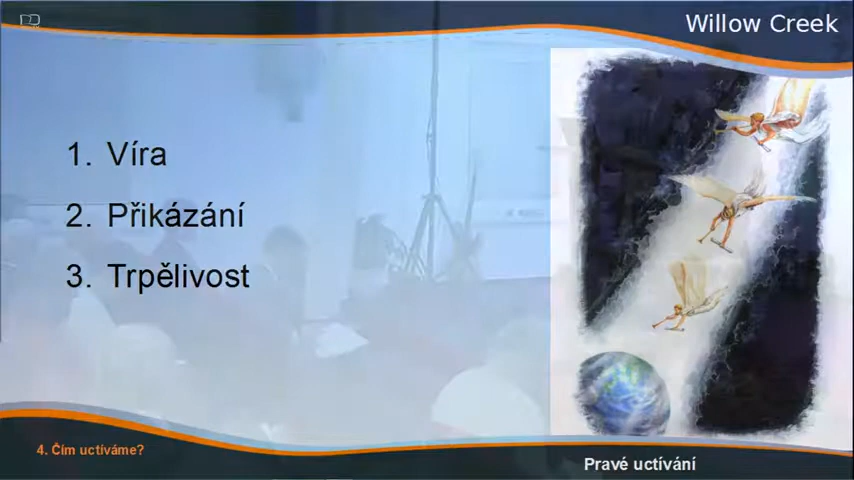 Willow Creek
1. Víra
2. Přikázání
3. Trpělivost
4. Čím uctíváme?
Pravé uctívání